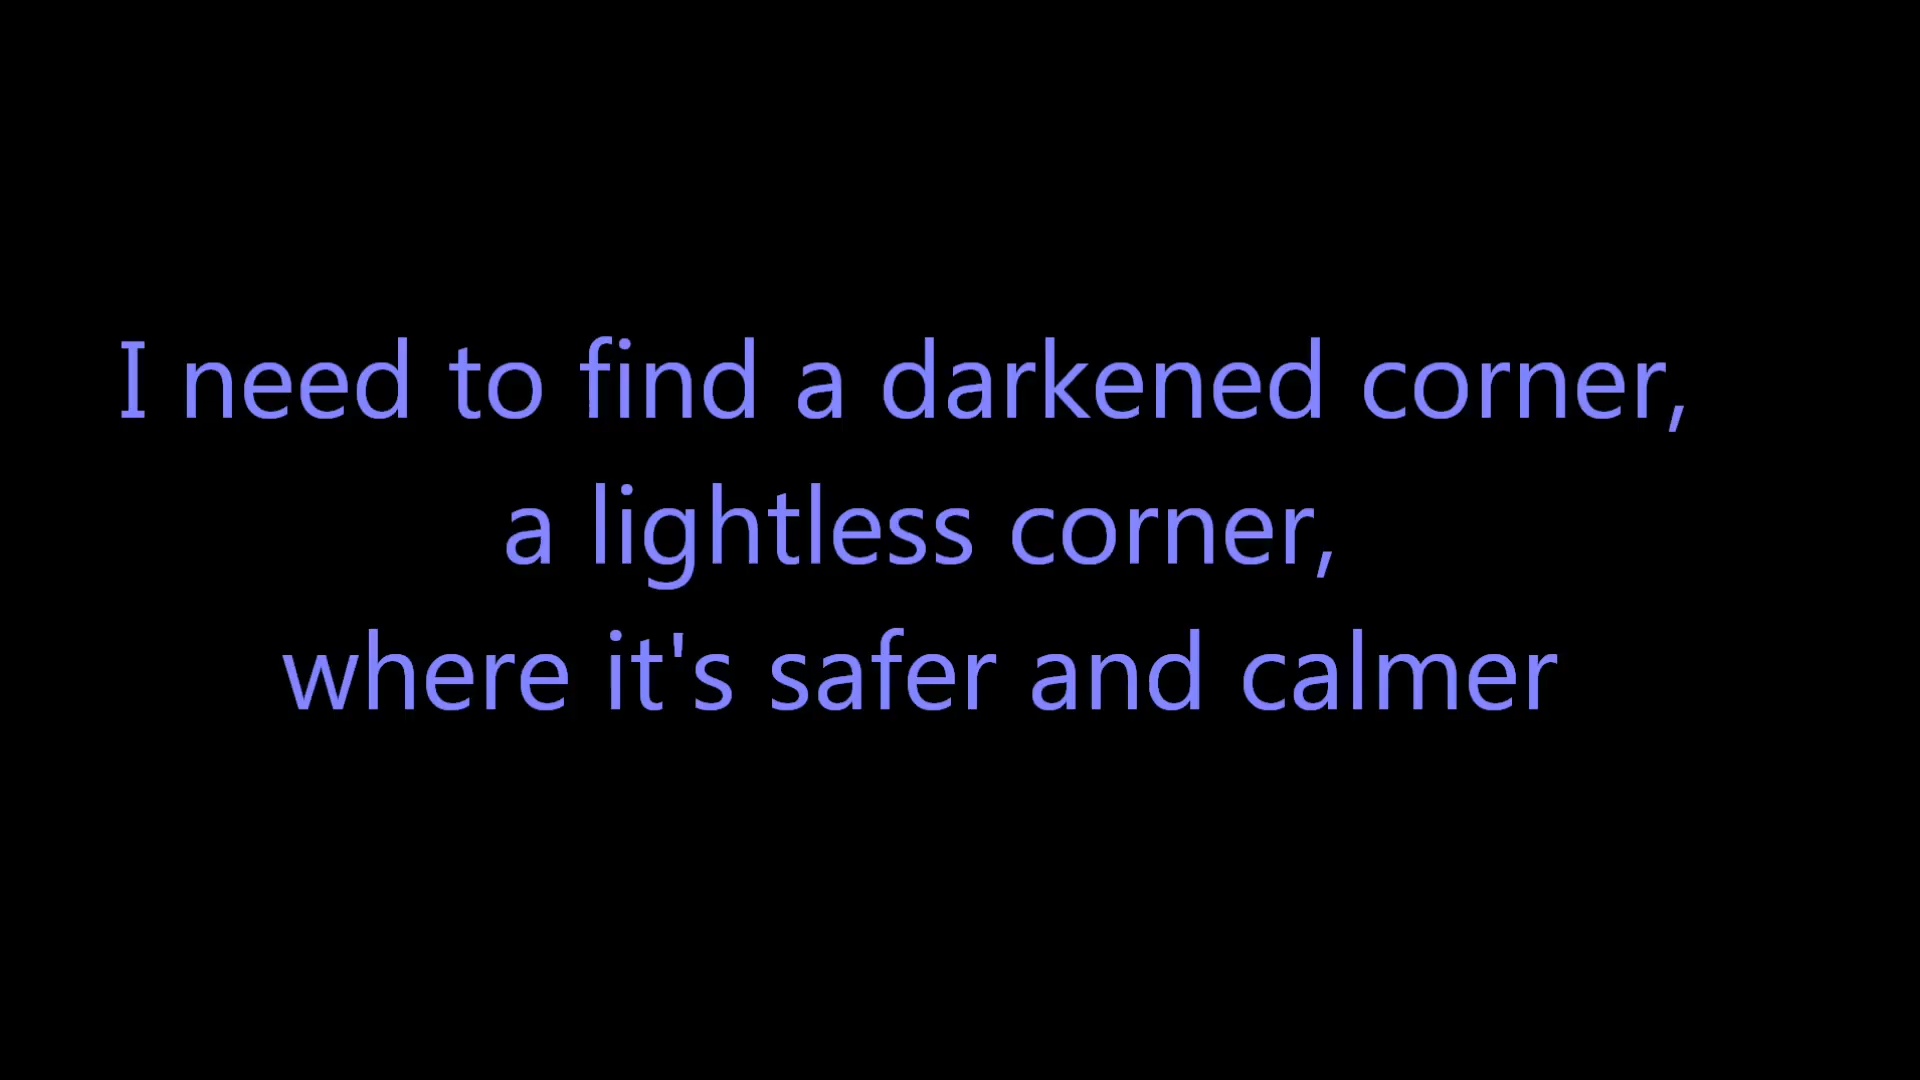 I need to find a darkened corner,
a lightless corner,
where it's safer and calmer